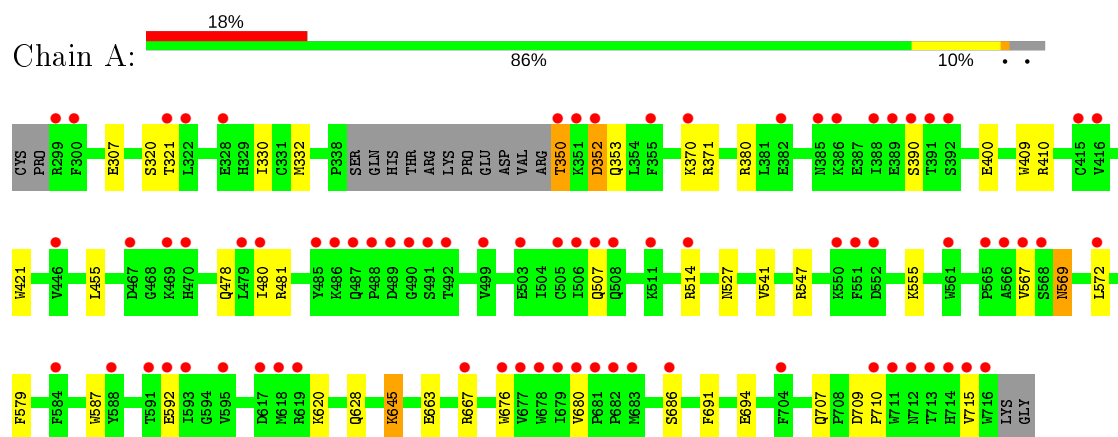 18%
Chain A:
86% 10% • •
CYS PRO R299 F300 E307 S320 T321 L322 E328 H329 I330 C331 M332 P338 SER GLN HIS THR ARG LYS PRO GLU ASP VAL ARG T350 K351 D352 Q353 L354 F355 K370 R371 R380 L381 E382 N385 K386 E387 I388 E389 S390 T391 S392 E400 W409 R410 C415 V416
W421 V446 L455 D467 G468 K469 H470 Q478 L479 I480 R481 Y485 K486 Q487 P488 D489 G490 S491 T492 V499 E503 I504 C505 I506 Q507 Q508 K511 R514 N527 V541 R547 K550 F551 D552 K555 W561 P565 A566 V567 S568 N569 L572
F579 F584 W587 Y588 T591 E592 I593 G594 V595 D617 M618 R619 K620 Q628 K645 E663 R667 W676 V677 W678 I679 V680 P681 P682 M683 S686 F691 E694 F704 Q707 P708 D709 P710 W711 N712 T713 H714 V715 W716 LYS GLY